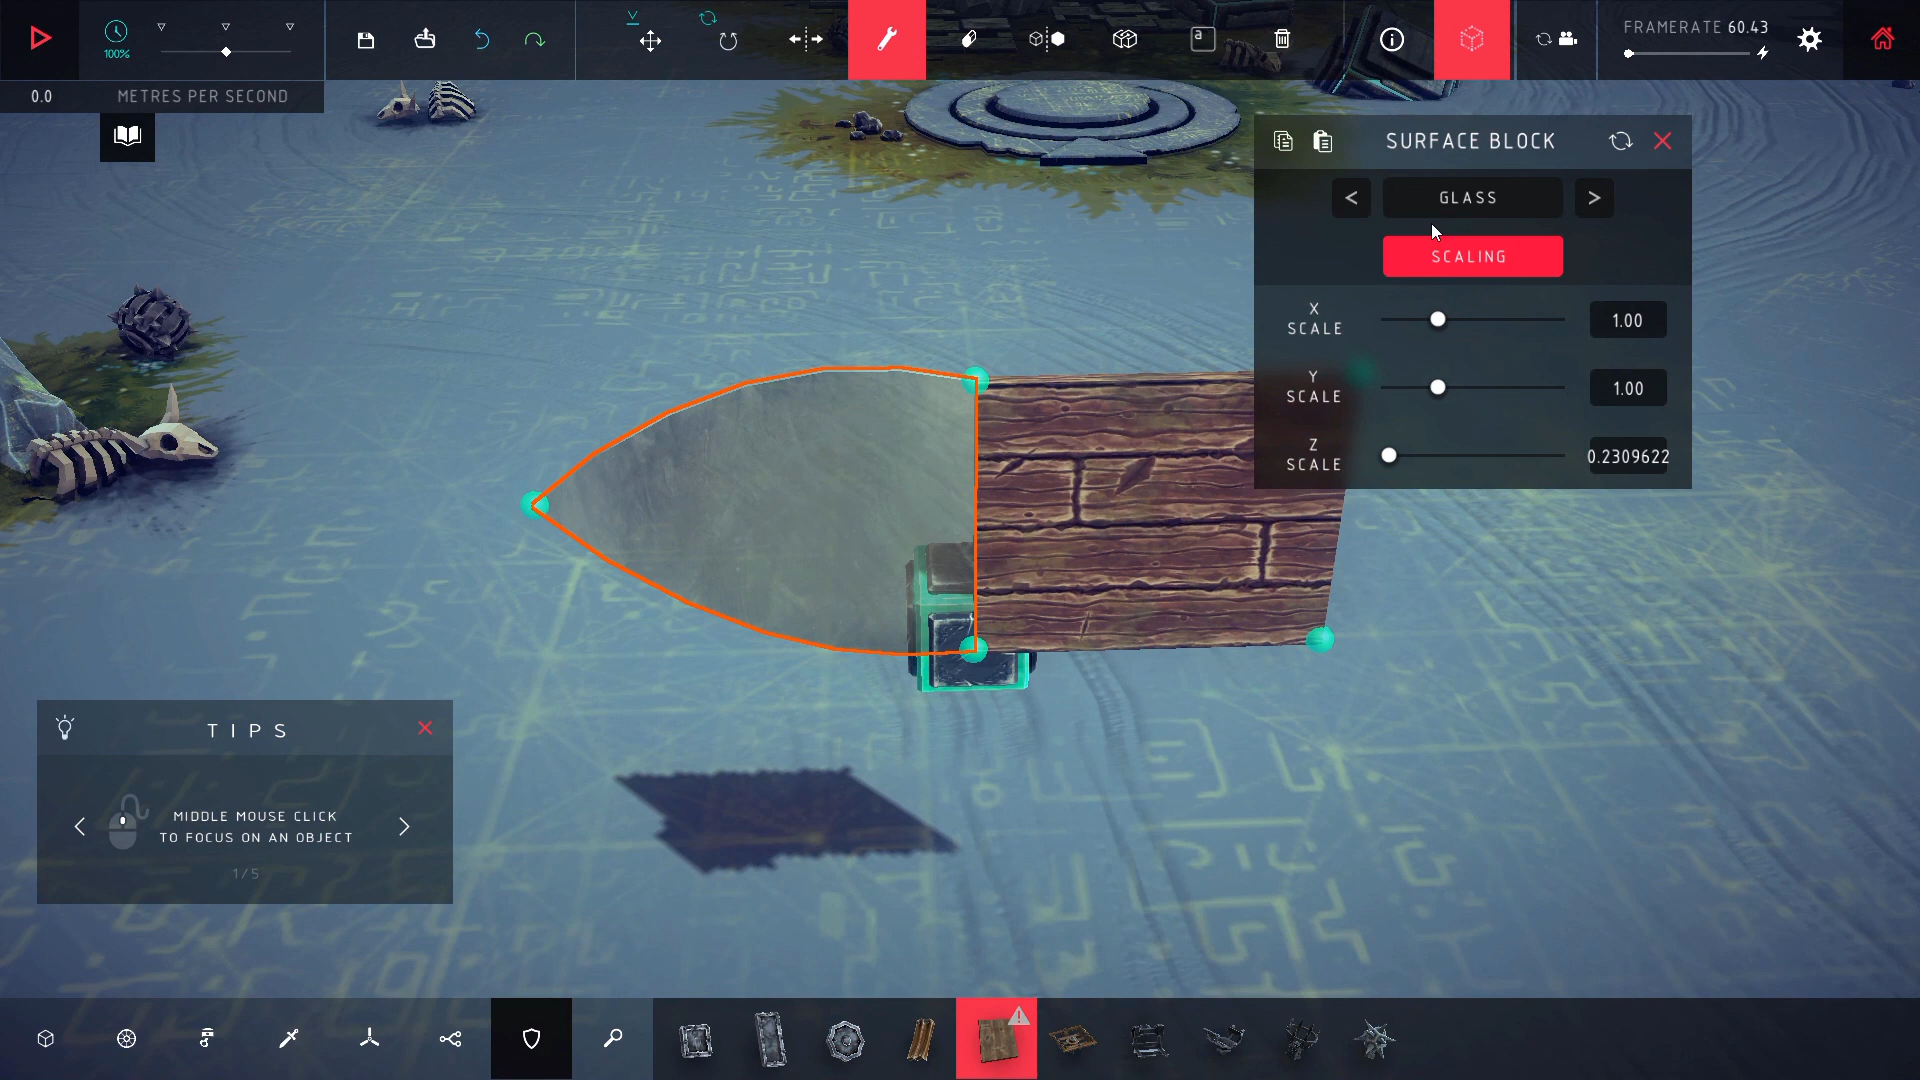 100%
FRAMERATE 60.43
0.0 METRES PER SECOND
a
SURFACE BLOCK
< GLASS >
SCALING
X SCALE 1.00
Y SCALE 1.00
Z SCALE 0.2309622
TIPS
MIDDLE MOUSE CLICK
TO FOCUS ON AN OBJECT
1/5